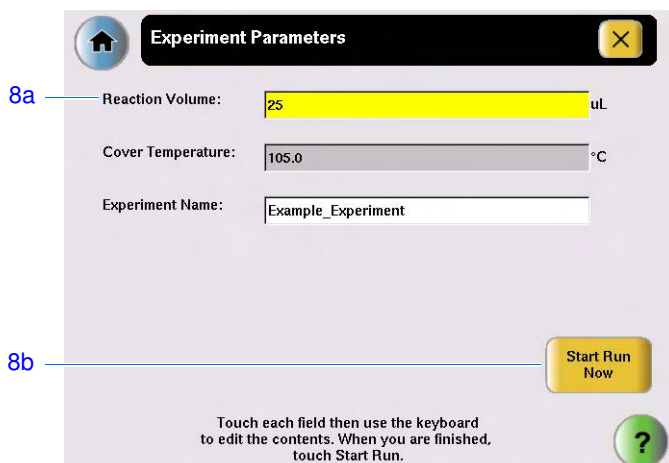 Experiment Parameters
8a
Reaction Volume:
25
uL
Cover Temperature:
105.0
°C
Experiment Name:
Example_Experiment
8b
Start Run
Now
Touch each field then use the keyboard
to edit the contents. When you are finished,
touch Start Run.
?